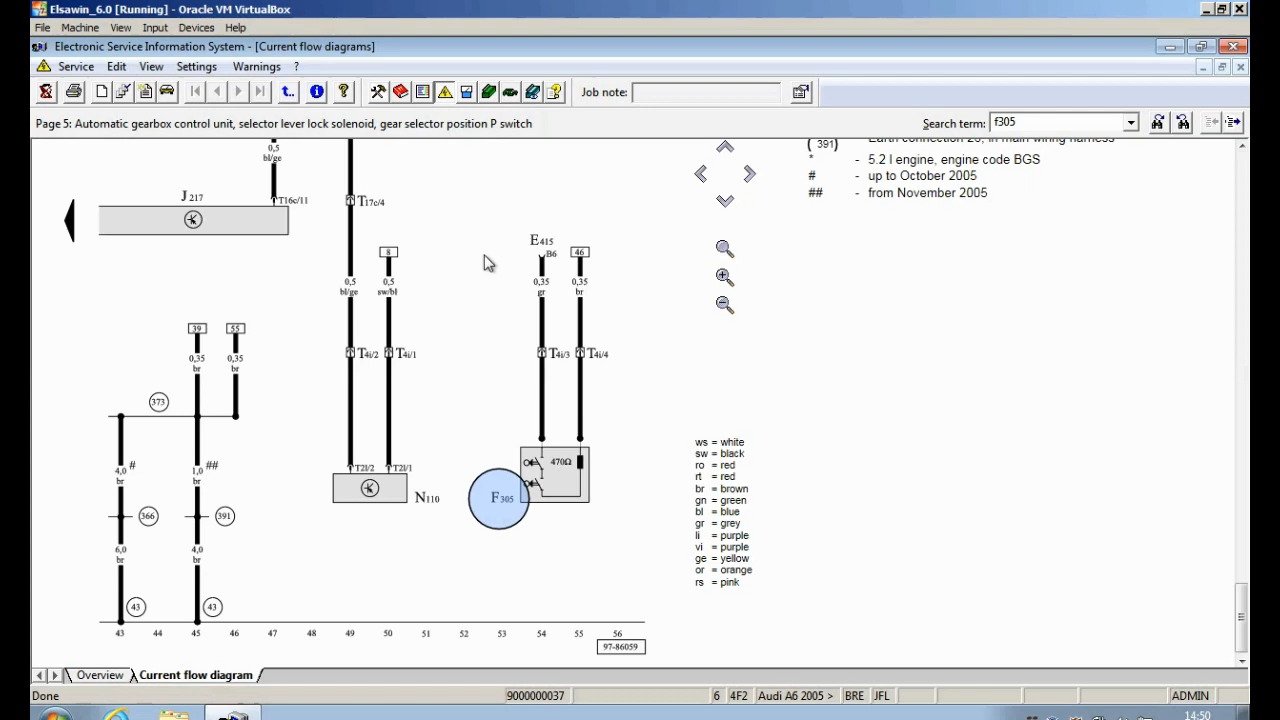 Elsawin_6.0 [Running] - Oracle VM VirtualBox
File Machine View Input Devices Help
Electronic Service Information System - [Current flow diagrams]
Service Edit View Settings Warnings ?
Job note:
Page 5: Automatic gearbox control unit, selector lever lock solenoid, gear selector position P switch
Search term: f305
391
* - 5.2 l engine, engine code BGS
# - up to October 2005
## - from November 2005
0,5
bl/ge
J217
T16c/11
T17c/4
E415
B6
8
46
0,5
bl/ge
0,5
sw/bl
0,35
gr
0,35
br
39
55
0,35
br
0,35
br
T4i/2
T4i/1
T4i/3
T4i/4
373
4,0
br
#
1,0
br
##
T2l/2
T2l/1
470Ω
N110
F305
366
391
6,0
br
4,0
br
43
43
43 44 45 46 47 48 49 50 51 52 53 54 55 56
97-86059
ws = white
sw = black
ro = red
rt = red
br = brown
gn = green
bl = blue
gr = grey
li = purple
vi = purple
ge = yellow
or = orange
rs = pink
Overview Current flow diagram
Done 9000000037 6 4F2 Audi A6 2005 > BRE JFL ADMIN
14:50